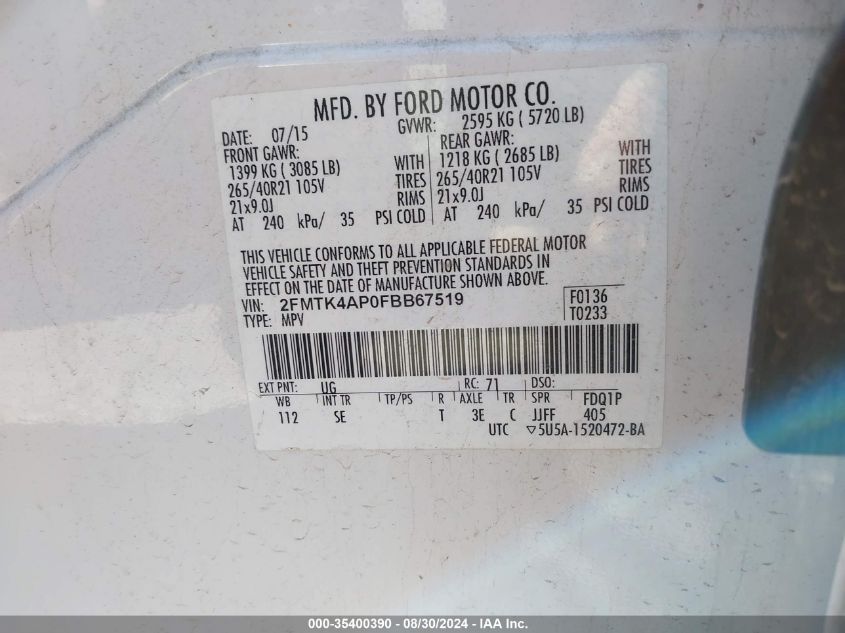 MFD. BY FORD MOTOR CO.
DATE: 07/15 GVWR: 2595 KG ( 5720 LB)
FRONT GAWR: REAR GAWR:
1399 KG ( 3085 LB) WITH 1218 KG ( 2685 LB) WITH
265/40R21 105V TIRES 265/40R21 105V TIRES
21x9.0J RIMS 21x9.0J RIMS
AT 240 kPa/ 35 PSI COLD AT 240 kPa/ 35 PSI COLD
THIS VEHICLE CONFORMS TO ALL APPLICABLE FEDERAL MOTOR
VEHICLE SAFETY AND THEFT PREVENTION STANDARDS IN
EFFECT ON THE DATE OF MANUFACTURE SHOWN ABOVE.
VIN: 2FMTK4AP0FBB67519 F0136
TYPE: MPV T0233
EXT PNT: UG RC: 71 DSO:
WB INT TR TP/PS R AXLE TR SPR FDQ1P
112 SE T 3E C JJFF 405
UTC ▽5U5A-1520472-BA
000-35400390 - 08/30/2024 - IAA Inc.